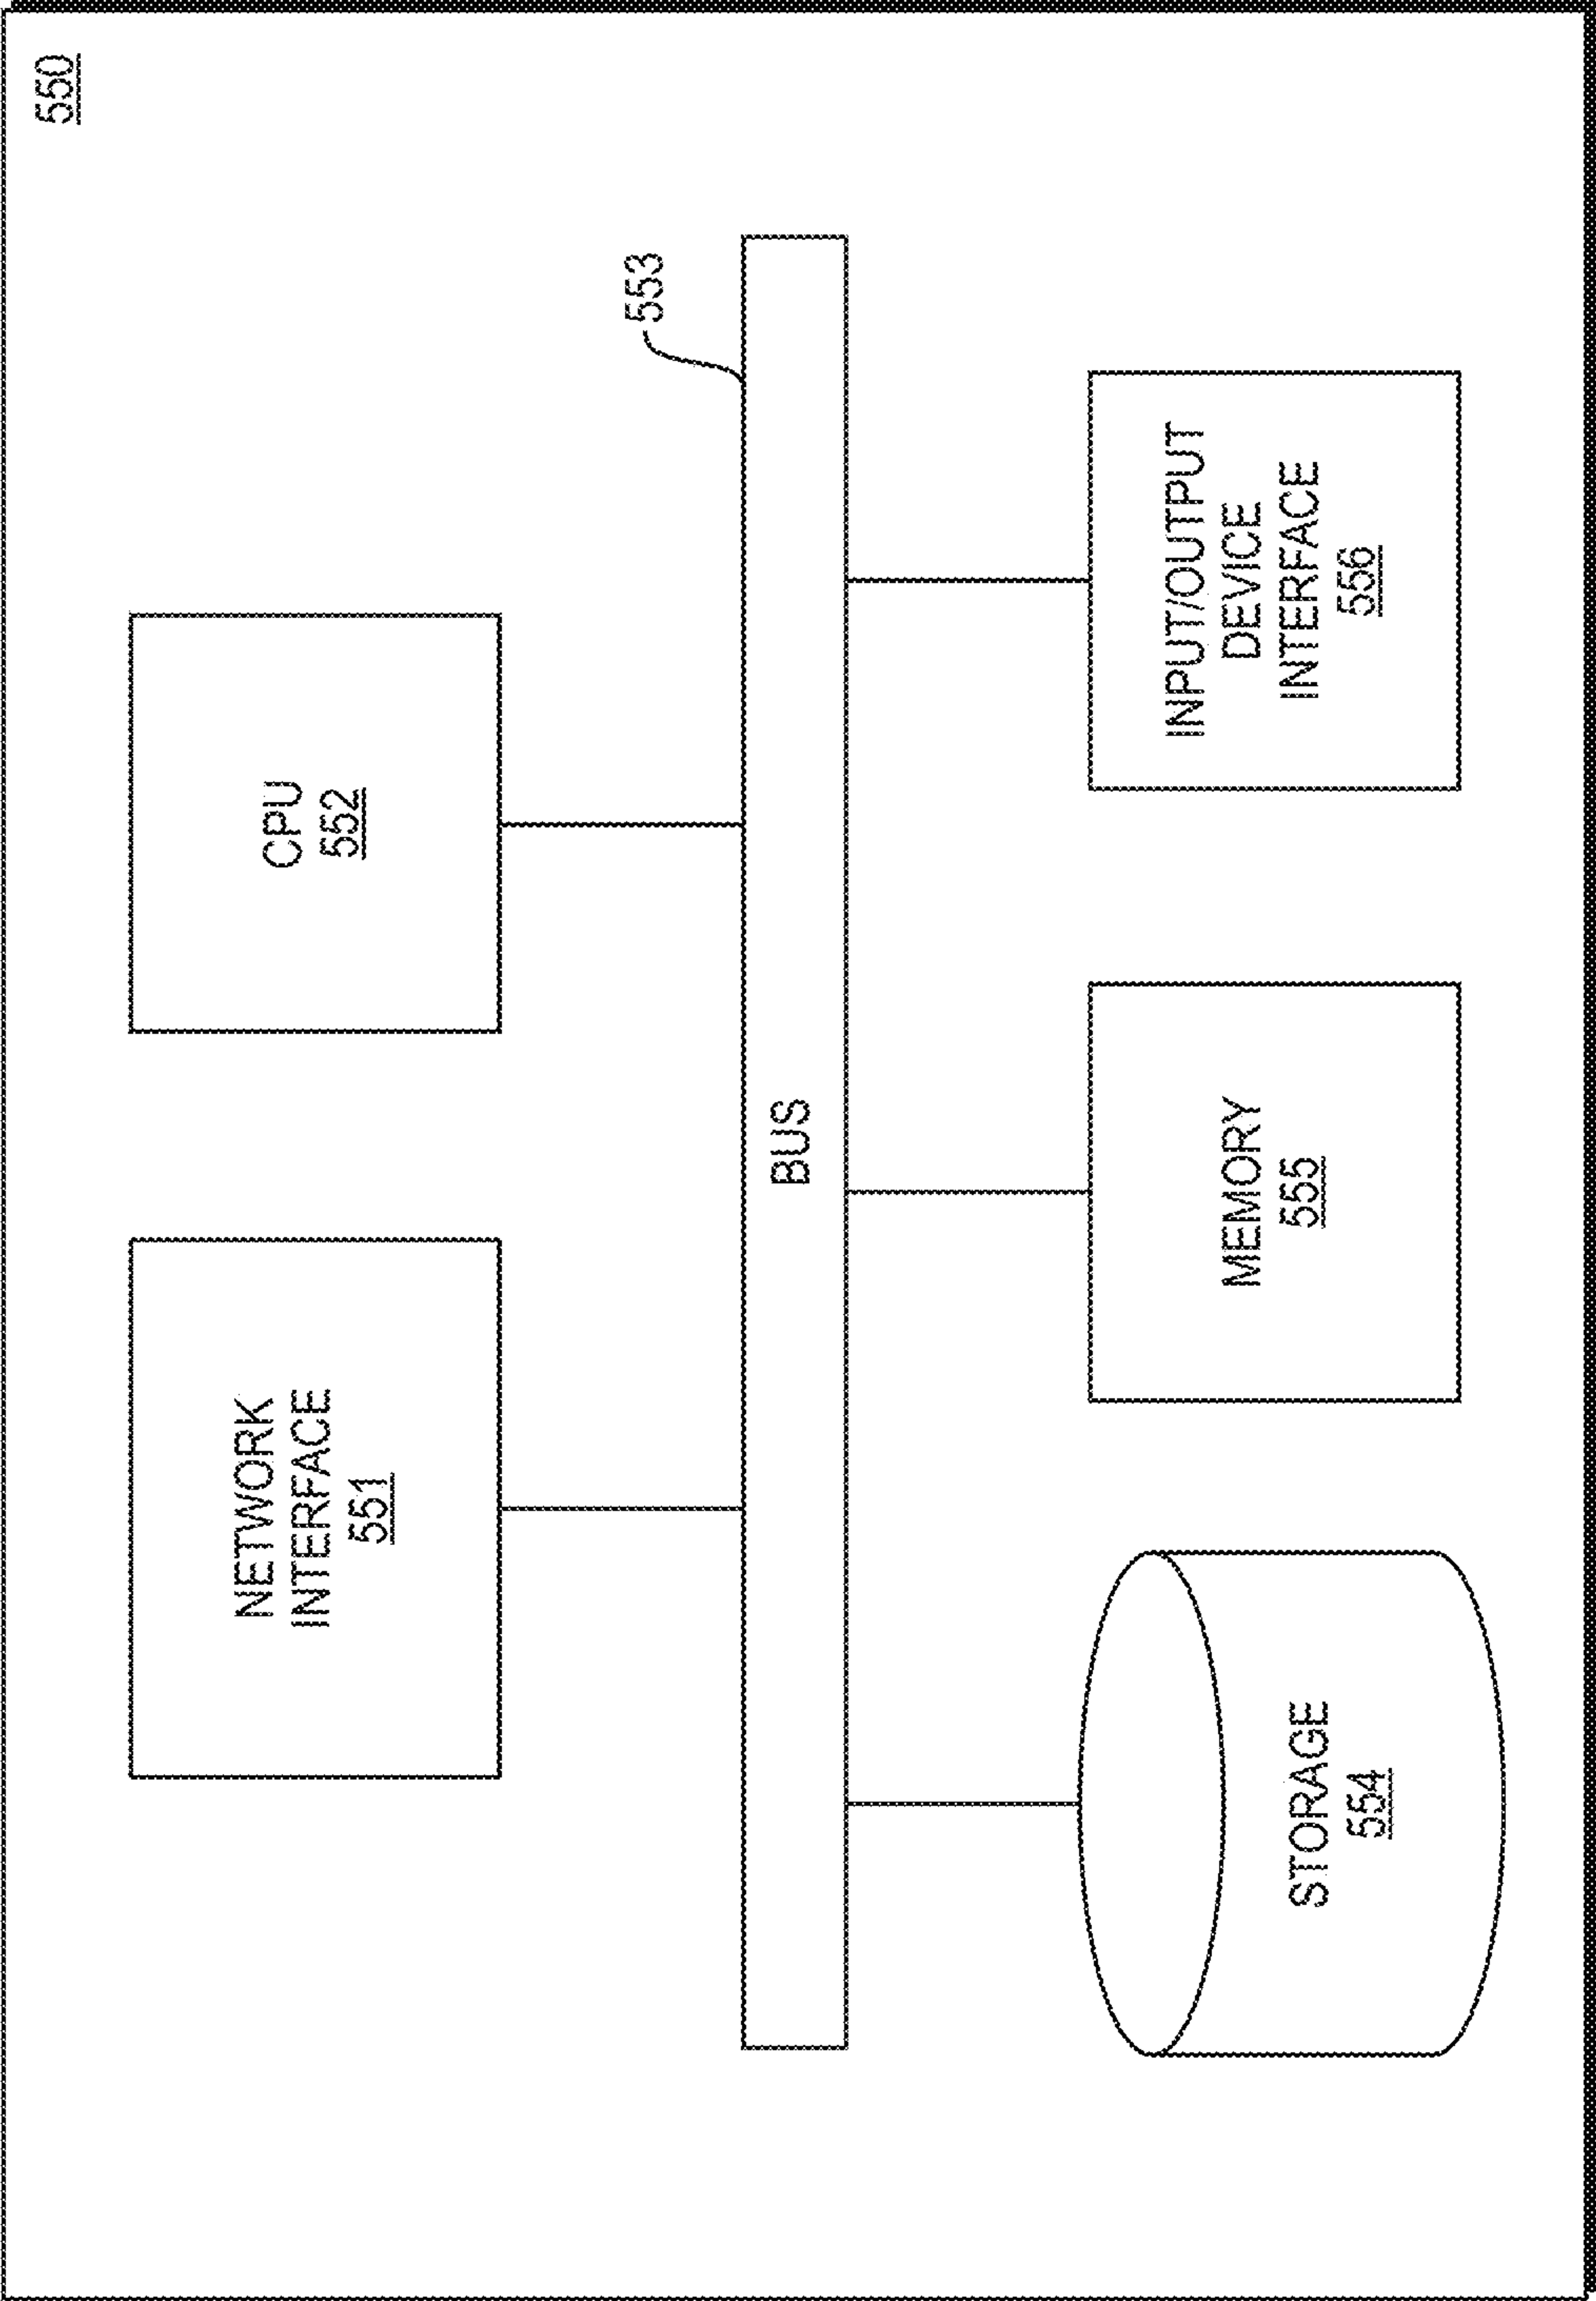 550
NETWORK
INTERFACE
551
CPU
552
553
BUS
STORAGE
554
MEMORY
555
INPUT/OUTPUT
DEVICE
INTERFACE
556